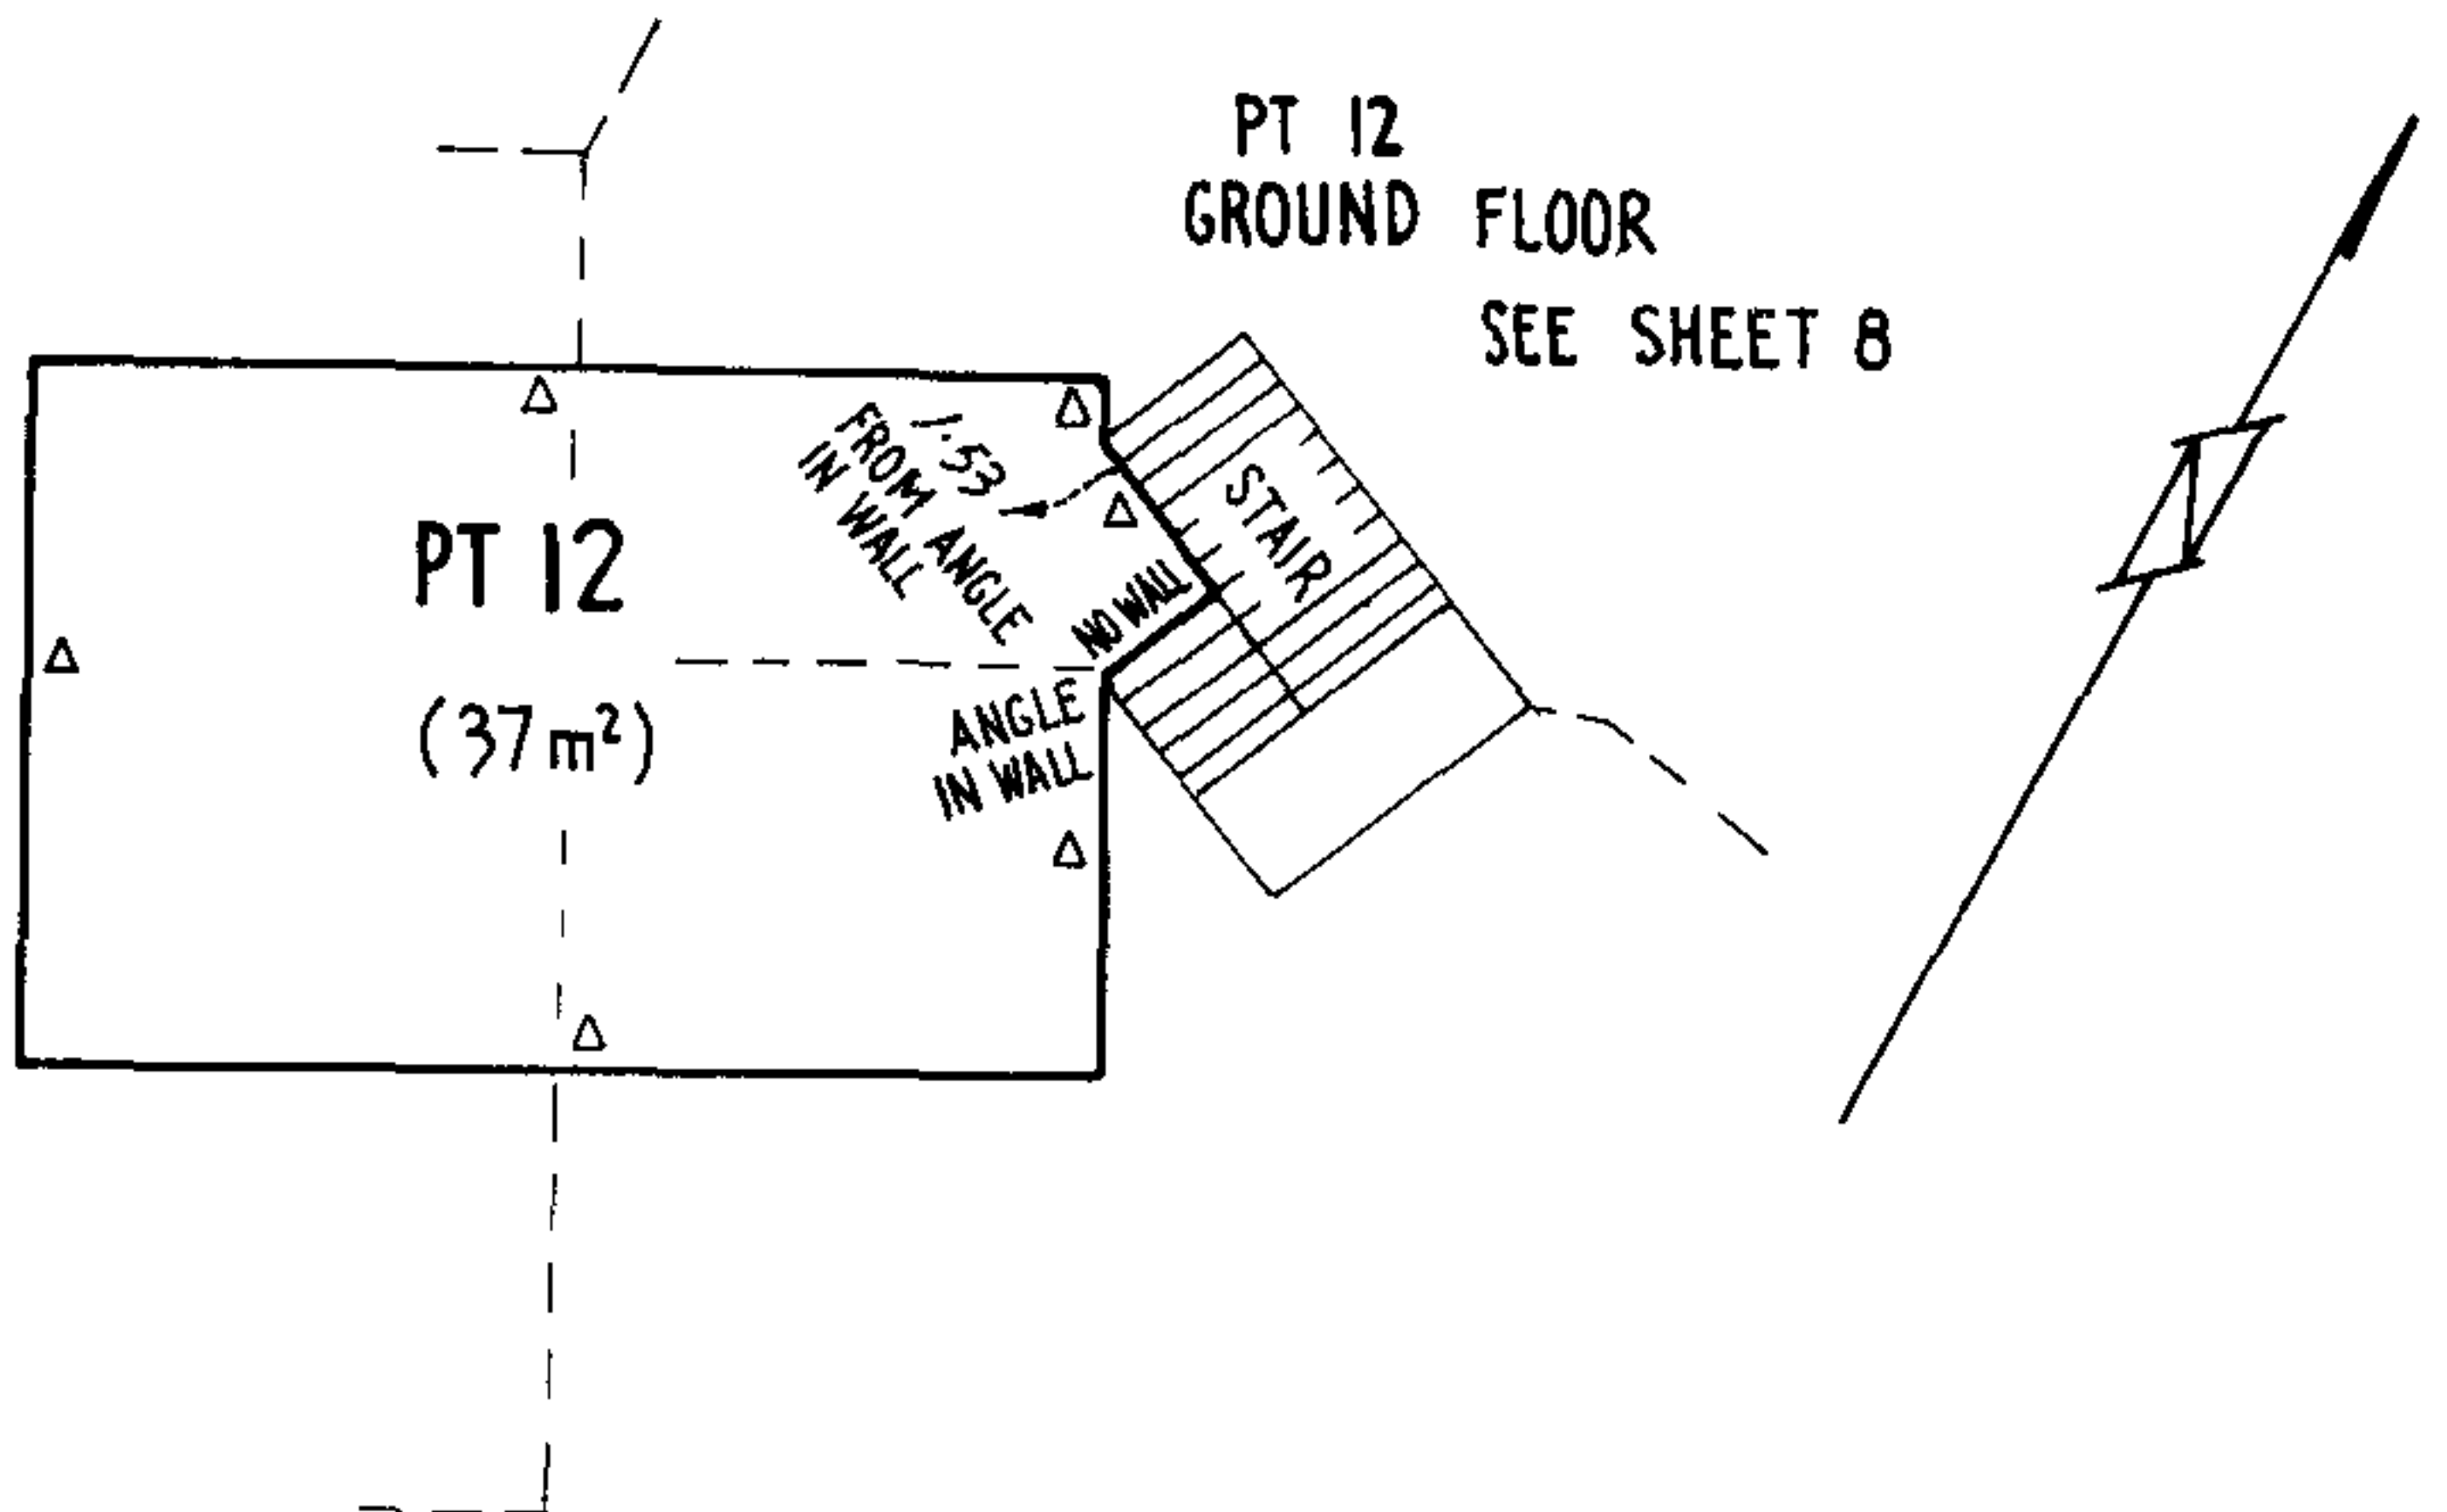 PT 12
GROUND FLOOR
SEE SHEET 8
1.53
FROM ANGLE
IN WALL
STAIR
NO WALL
PT 12
(37m²)
ANGLE
IN WALL